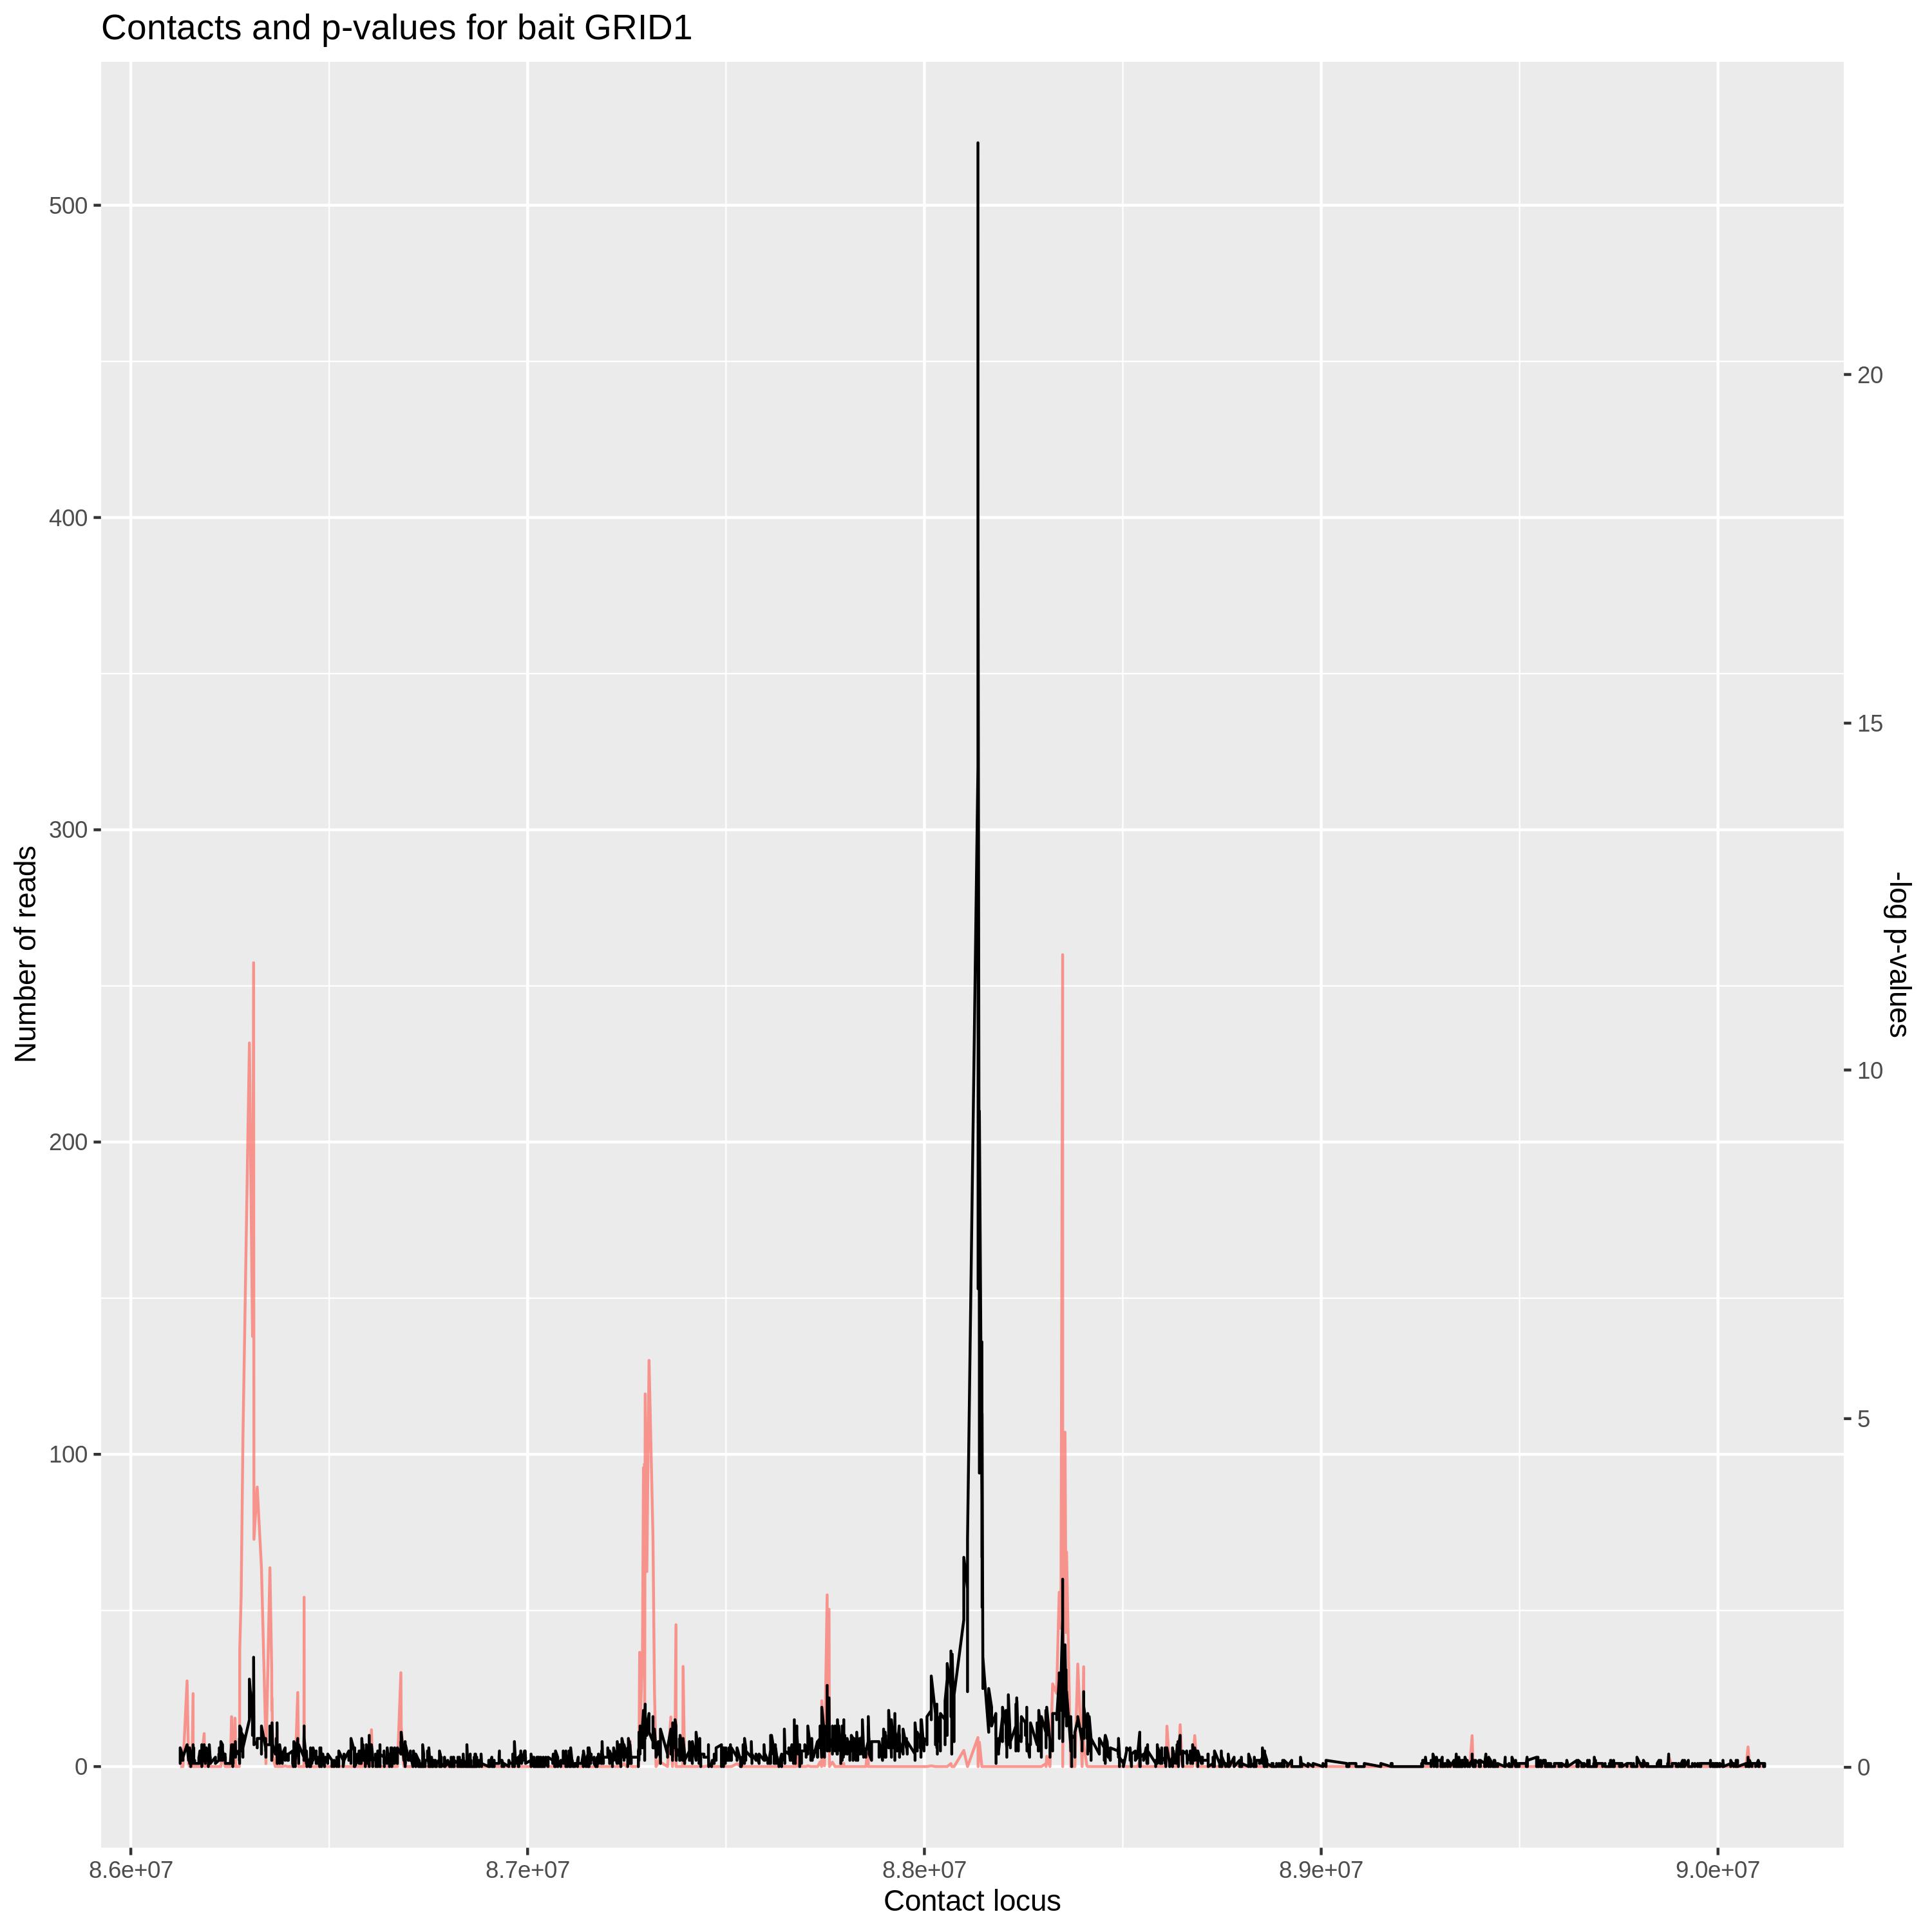 Contacts and p-values for bait GRID1
500
400
300
200
100
0
Number of reads
20
15
10
5
0
-log p-values
8.6e+07 8.7e+07 8.8e+07 8.9e+07 9.0e+07
Contact locus